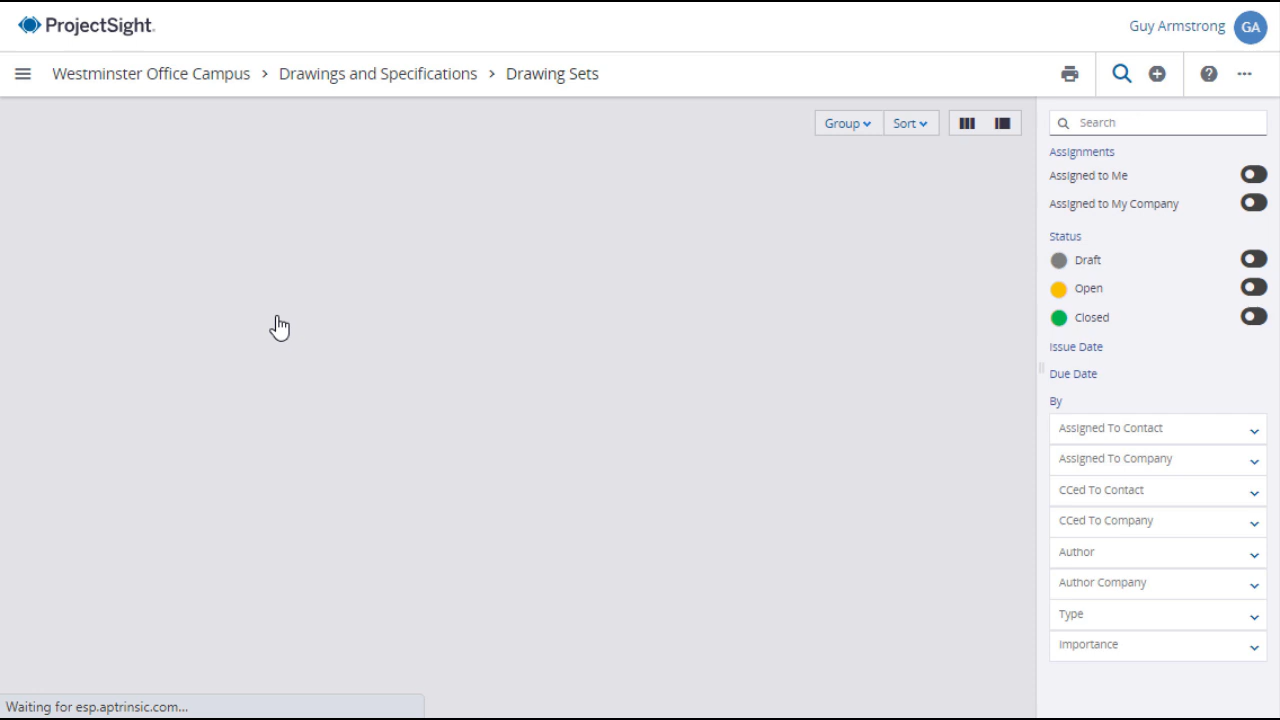 ProjectSight.
Guy Armstrong
GA
Westminster Office Campus > Drawings and Specifications > Drawing Sets
Group
Sort
Search
Assignments
Assigned to Me
Assigned to My Company
Status
Draft
Open
Closed
Issue Date
Due Date
By
Assigned To Contact
Assigned To Company
CCed To Contact
CCed To Company
Author
Author Company
Type
Importance
Waiting for esp.aptrinsic.com...